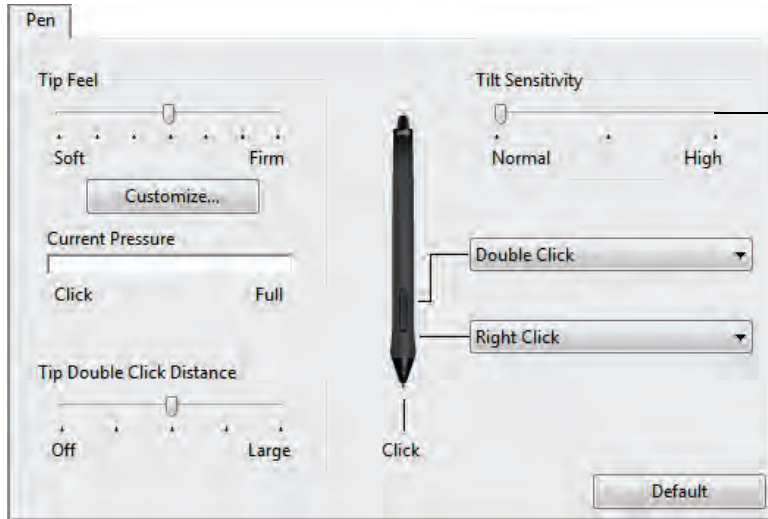 Pen
Tip Feel
Soft Firm
Customize...
Current Pressure
Click Full
Tip Double Click Distance
Off Large
Click
Tilt Sensitivity
Normal High
Double Click
Right Click
Default